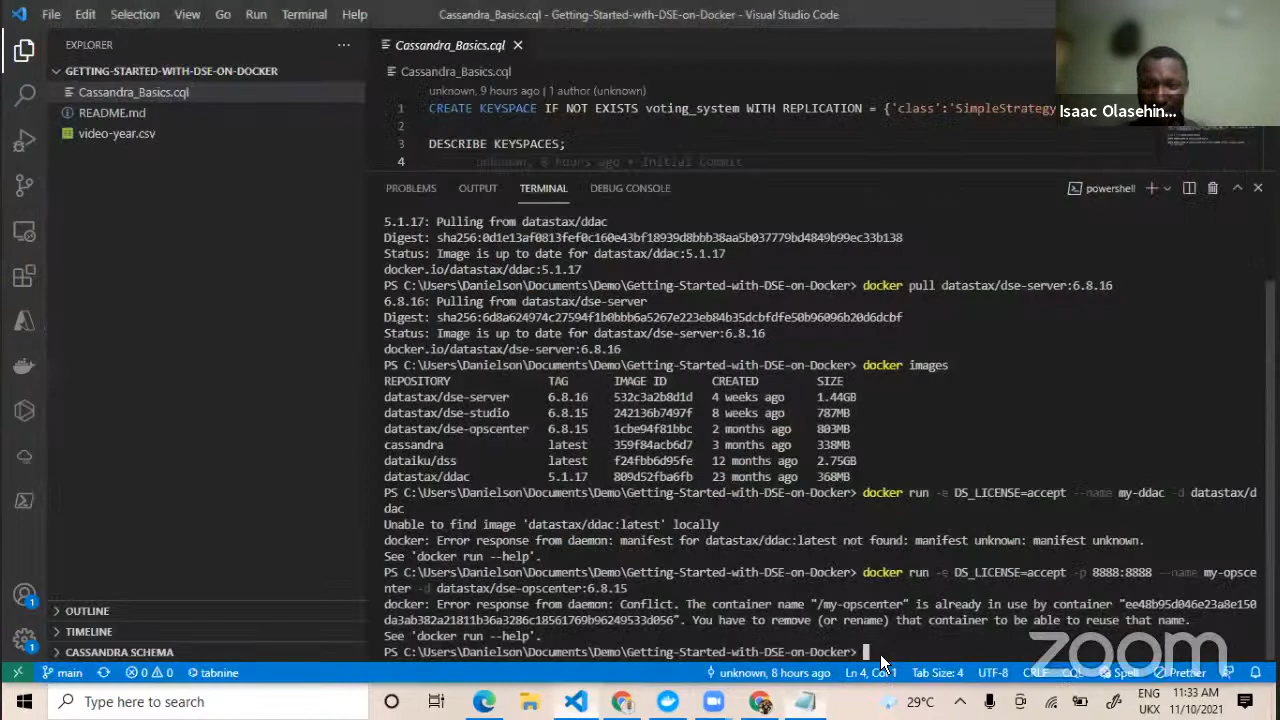 File Edit Selection View Go Run Terminal Help
Cassandra_Basics.cql - Getting-Started-with-DSE-on-Docker - Visual Studio Code
EXPLORER
GETTING-STARTED-WITH-DSE-ON-DOCKER
Cassandra_Basics.cql
README.md
video-year.csv
OUTLINE
TIMELINE
CASSANDRA SCHEMA
Cassandra_Basics.cql
Cassandra_Basics.cql
unknown, 9 hours ago | 1 author (unknown)
1 CREATE KEYSPACE IF NOT EXISTS voting_system WITH REPLICATION = {'class':'SimpleStrategy
2
3 DESCRIBE KEYSPACES;
4 unknown, 8 hours ago • Initial Commit
Isaac Olasehin...
PROBLEMS OUTPUT TERMINAL DEBUG CONSOLE
powershell
5.1.17: Pulling from datastax/ddac
Digest: sha256:0d1e13af0813fef0c160e43bf18939d8bbb38aa5b037779bd4849b99ec33b138
Status: Image is up to date for datastax/ddac:5.1.17
docker.io/datastax/ddac:5.1.17
PS C:\Users\Danielson\Documents\Demo\Getting-Started-with-DSE-on-Docker> docker pull datastax/dse-server:6.8.16
6.8.16: Pulling from datastax/dse-server
Digest: sha256:6d8a624974c27594f1b0bbb6a5267e223eb84b35dcbfdfe50b96096b20d6dcbf
Status: Image is up to date for datastax/dse-server:6.8.16
docker.io/datastax/dse-server:6.8.16
PS C:\Users\Danielson\Documents\Demo\Getting-Started-with-DSE-on-Docker> docker images
REPOSITORY TAG IMAGE ID CREATED SIZE
datastax/dse-server 6.8.16 532c3a2b8d1d 4 weeks ago 1.44GB
datastax/dse-studio 6.8.15 242136b7497f 8 weeks ago 787MB
datastax/dse-opscenter 6.8.15 1cbe94f81bbc 2 months ago 803MB
cassandra latest 359f84acb6d7 3 months ago 338MB
dataiku/dss latest f24fbb6d95fe 12 months ago 2.75GB
datastax/ddac 5.1.17 809d52fba6fb 23 months ago 368MB
PS C:\Users\Danielson\Documents\Demo\Getting-Started-with-DSE-on-Docker> docker run -e DS_LICENSE=accept --name my-ddac -d datastax/d
dac
Unable to find image 'datastax/ddac:latest' locally
docker: Error response from daemon: manifest for datastax/ddac:latest not found: manifest unknown: manifest unknown.
See 'docker run --help'.
PS C:\Users\Danielson\Documents\Demo\Getting-Started-with-DSE-on-Docker> docker run -e DS_LICENSE=accept -p 8888:8888 --name my-opsce
nter -d datastax/dse-opscenter:6.8.15
docker: Error response from daemon: Conflict. The container name "/my-opscenter" is already in use by container "ee48b95d046e23a8e150
da3ab382a21811b36a3286c18561769b96249533d056". You have to remove (or rename) that container to be able to reuse that name.
See 'docker run --help'.
PS C:\Users\Danielson\Documents\Demo\Getting-Started-with-DSE-on-Docker>
zoom
main 0 0 tabnine unknown, 8 hours ago Ln 4, Col 1 Tab Size: 4 UTF-8 CRLF Spell Prettier
Type here to search
29°C
ENG
UKX
11:33 AM
11/10/2021